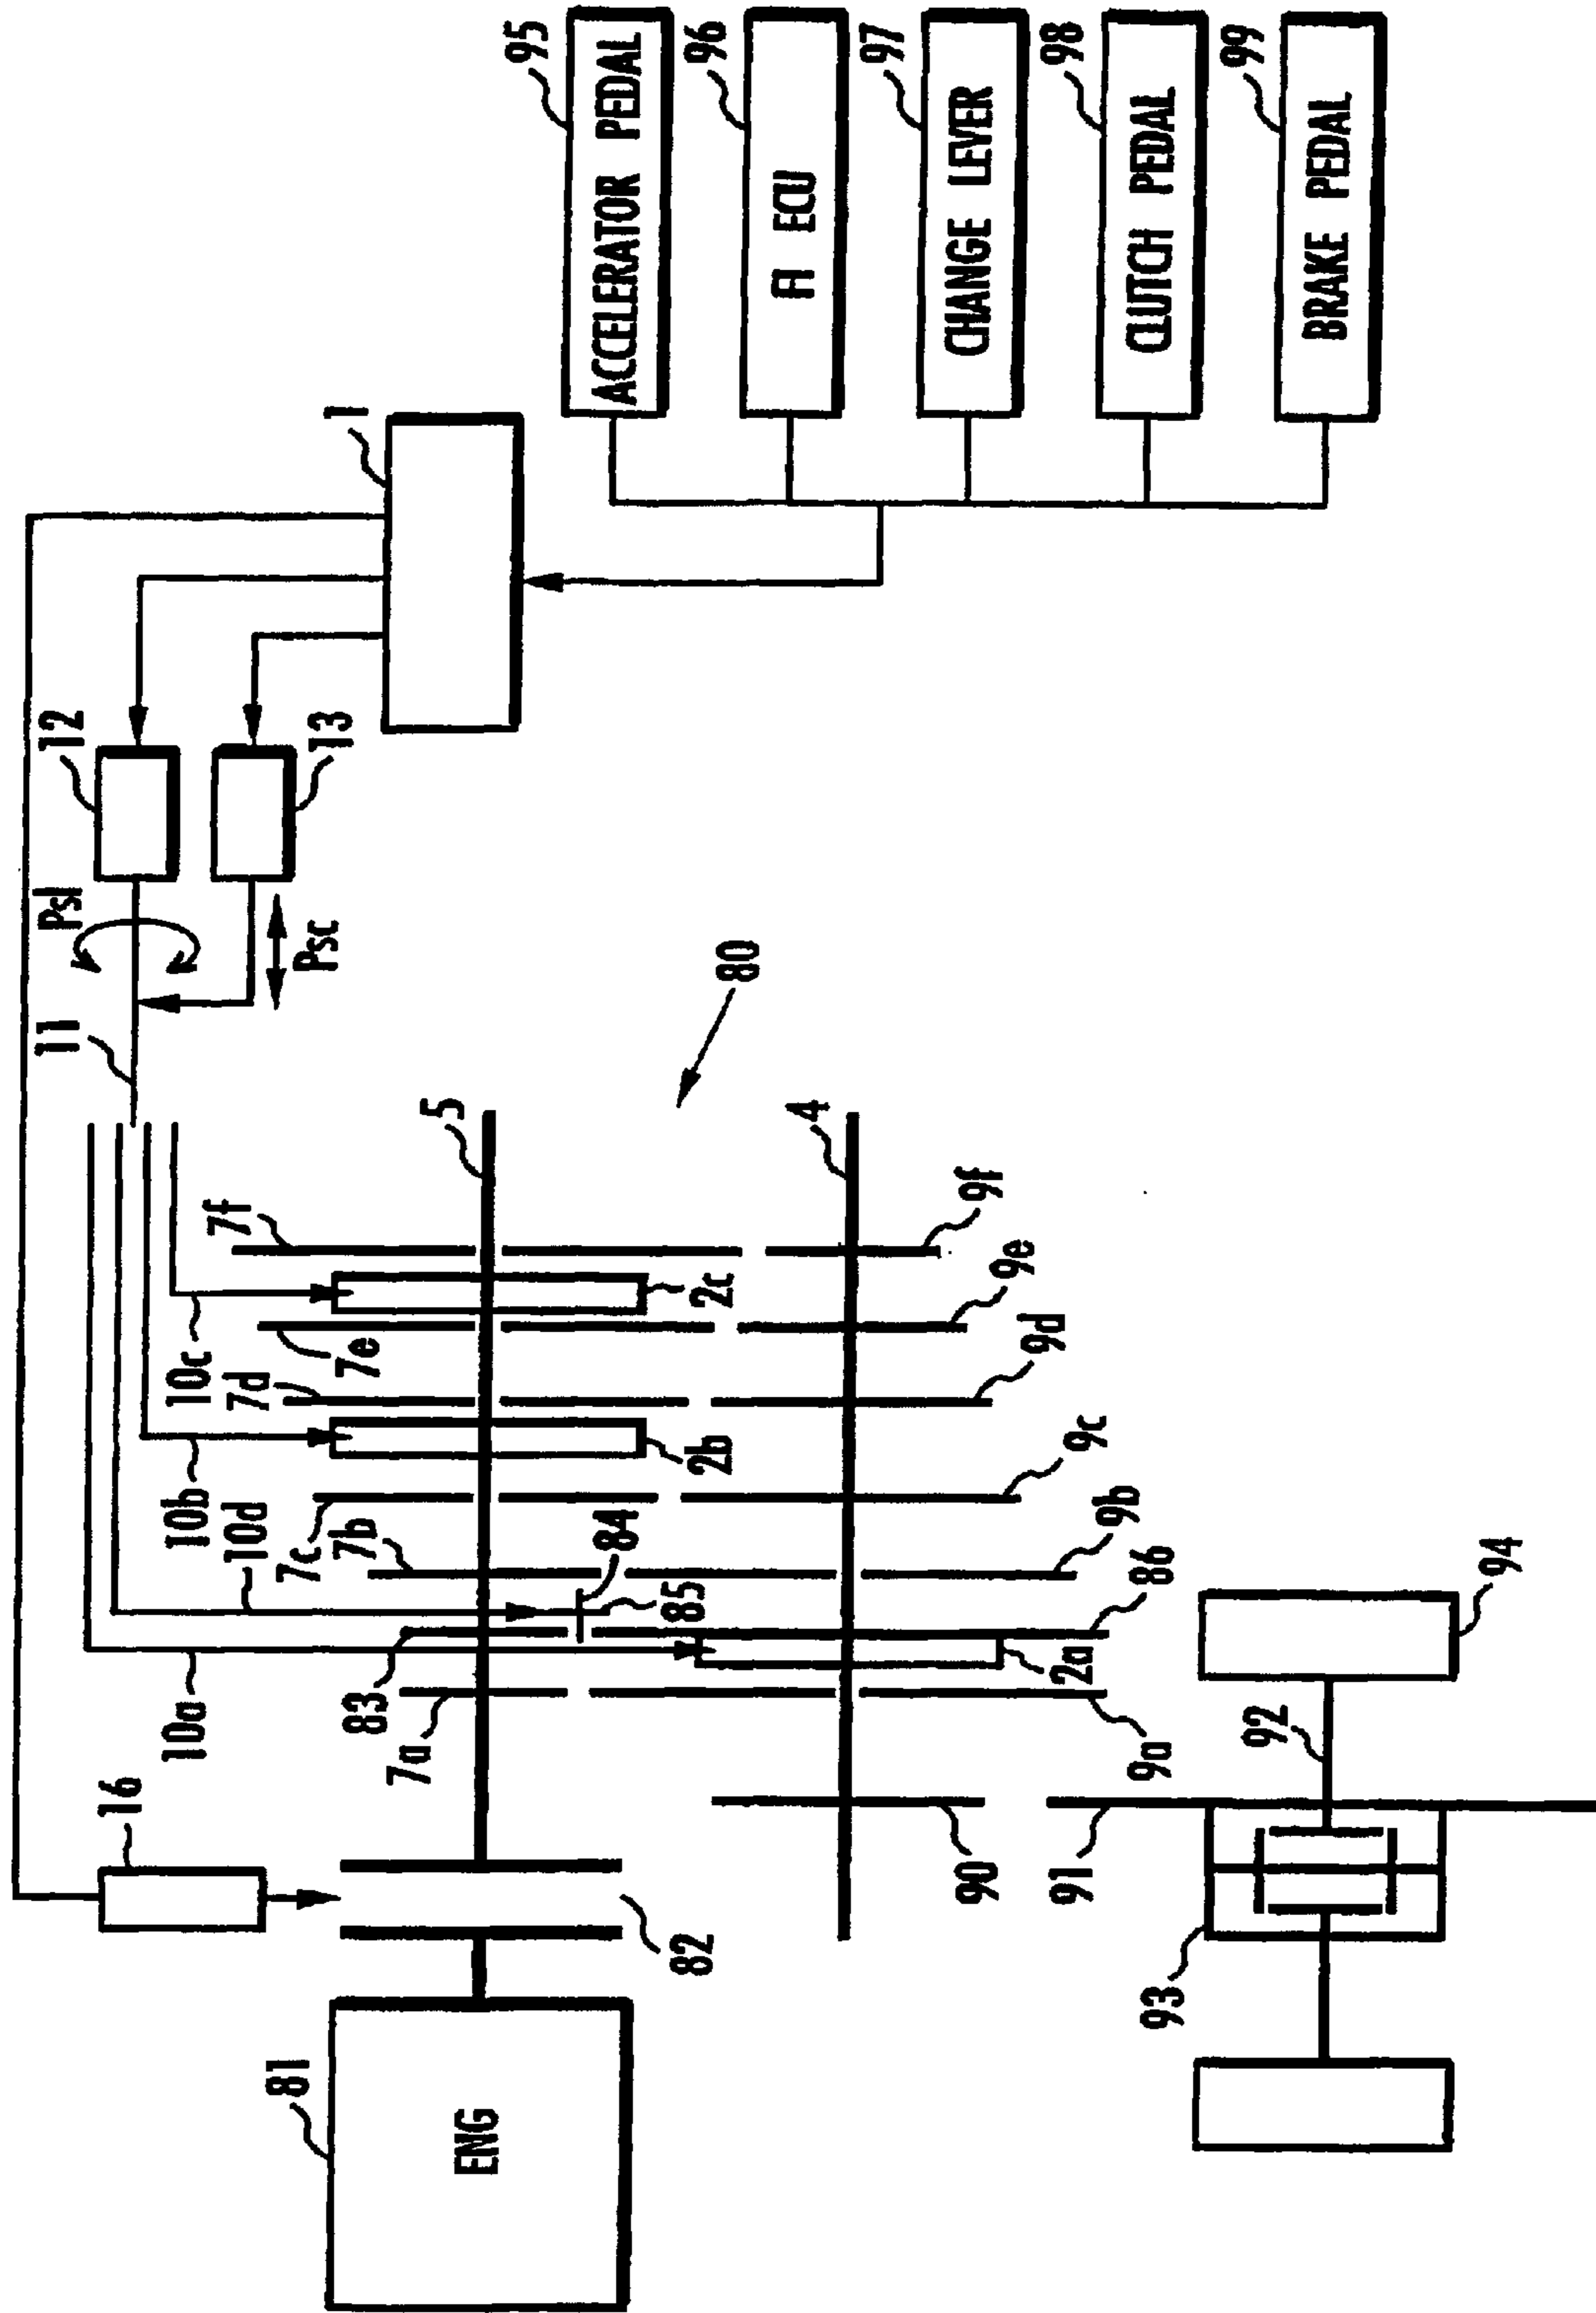 95
ACCELERATOR PEDAL
96
FI ECU
97
CHANGE LEVER
98
CLUTCH PEDAL
99
BRAKE PEDAL
1
12
13
Psl
Psc
11
80
5
4
7f
9f
10c
2c
9e
7e
7d
9d
10b
2b
9c
10d
7c
7b
84
9b
85
86
10a
83
2a
7a
9a
94
92
16
90
91
82
93
81
ENG